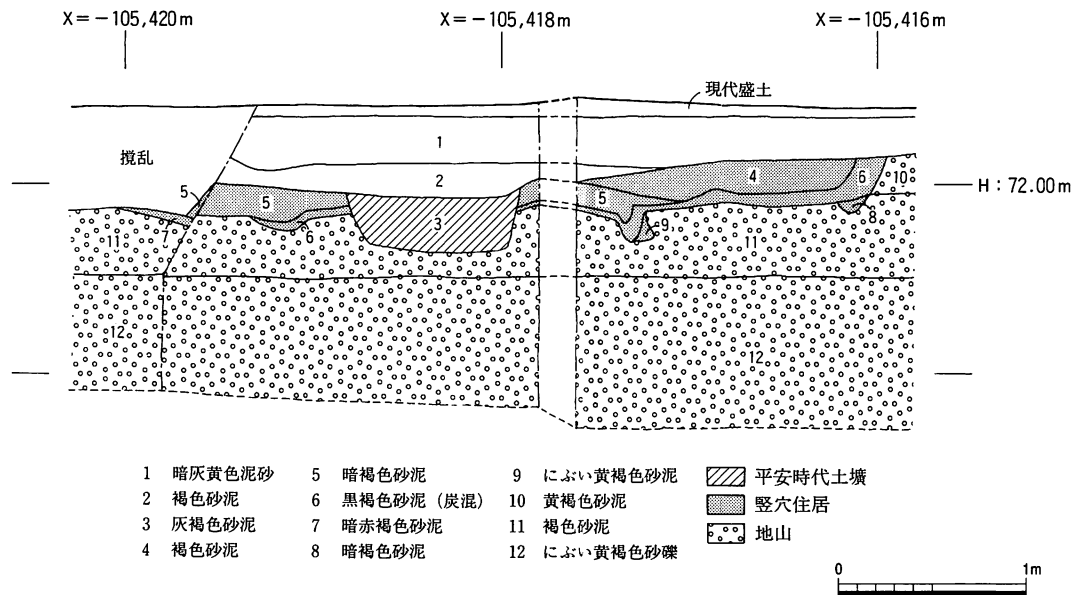 X=-105,420m
X=-105,418m
X=-105,416m
現代盛土
撹乱
1
2
3
4
5
5
5
6
6
7
8
9
10
11
11
12
12
H:72.00m
1 暗灰黄色泥砂
2 褐色砂泥
3 灰褐色砂泥
4 褐色砂泥
5 暗褐色砂泥
6 黒褐色砂泥(炭混)
7 暗赤褐色砂泥
8 暗褐色砂泥
9 にぶい黄褐色砂泥
10 黄褐色砂泥
11 褐色砂泥
12 にぶい黄褐色砂礫
平安時代土壙
竪穴住居
地山
0 1m